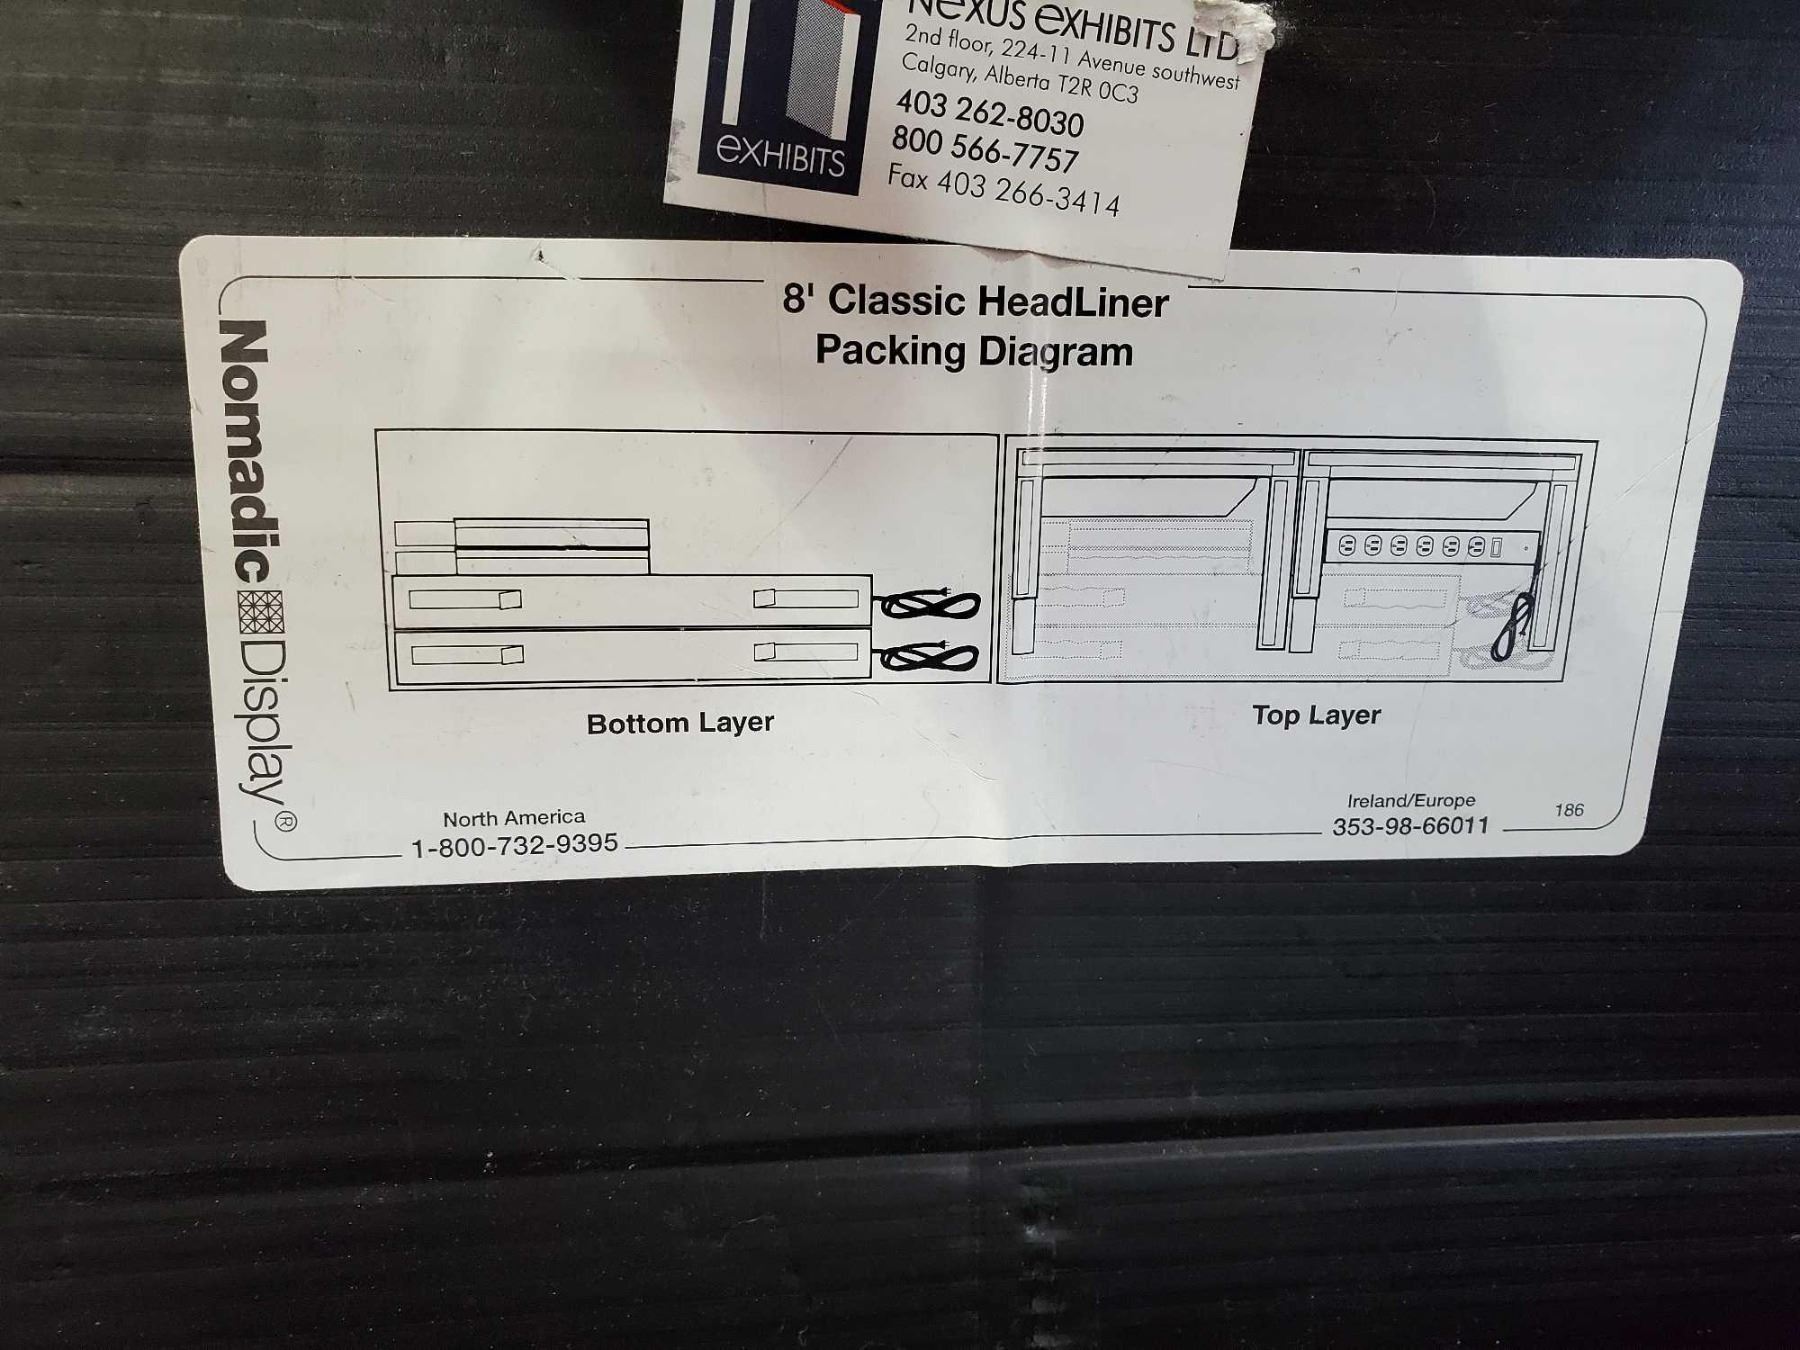 NEXUS EXHIBITS LTD
2nd floor, 224-11 Avenue southwest
Calgary, Alberta T2R 0C3
403 262-8030
800 566-7757
Fax 403 266-3414
EXHIBITS
8' Classic HeadLiner
Packing Diagram
Nomadic Display®
Bottom Layer
Top Layer
North America
1-800-732-9395
Ireland/Europe
353-98-66011
186